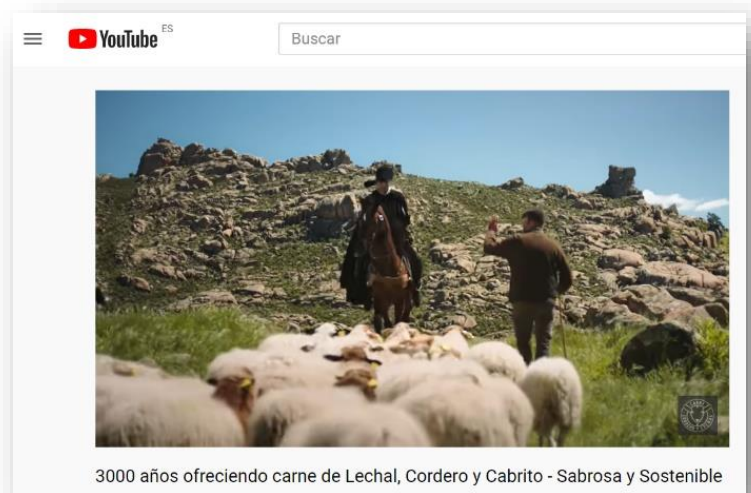 YouTube ES
Buscar
3000 años ofreciendo carne de Lechal, Cordero y Cabrito - Sabrosa y Sostenible